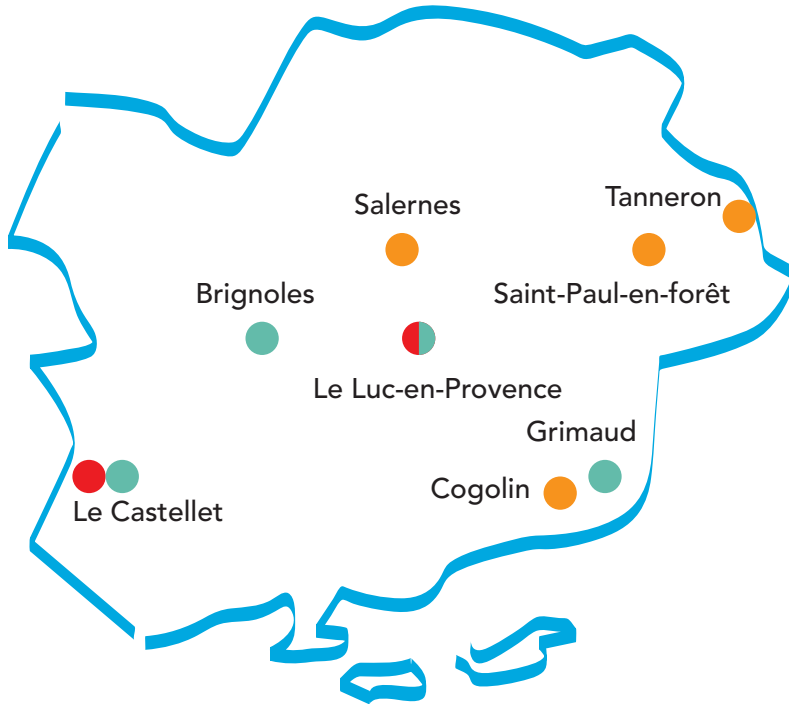 Tanneron
Salernes
Brignoles
Saint-Paul-en-forêt
Le Luc-en-Provence
Grimaud
Cogolin
Le Castellet